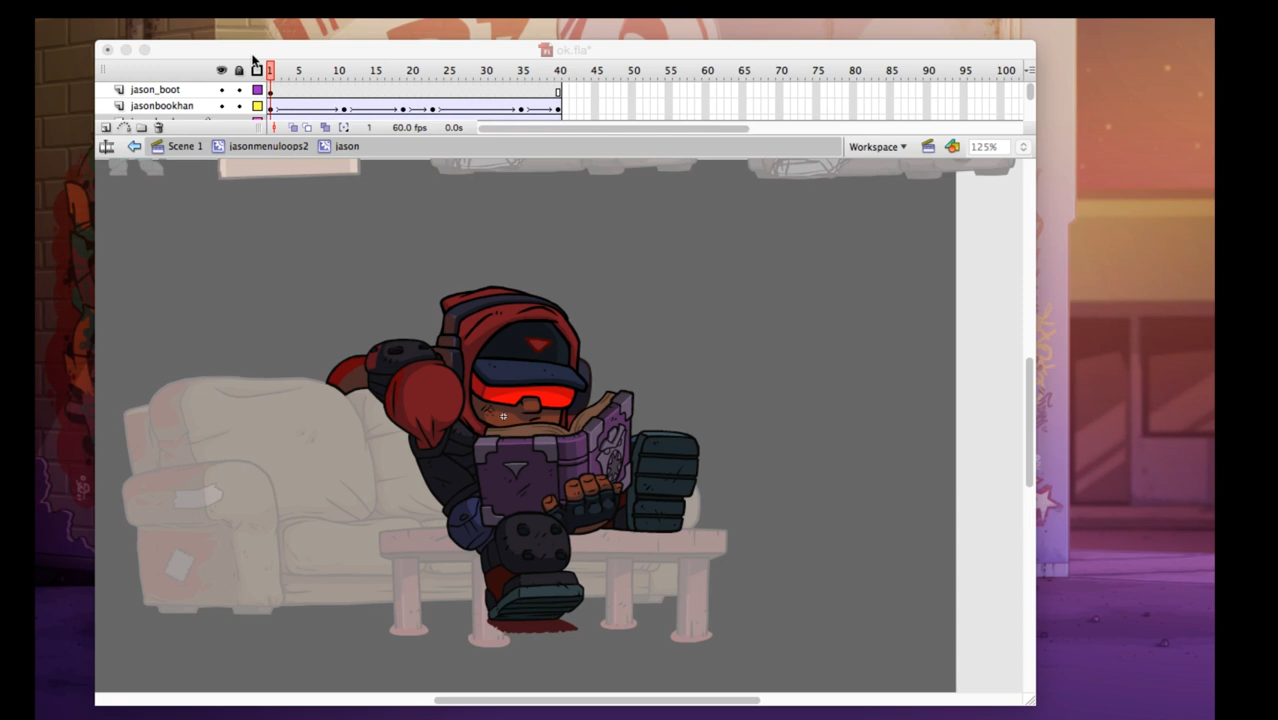 ok.fla*
1 5 10 15 20 25 30 35 40 45 50 55 60 65 70 75 80 85 90 95 100
jason_boot
jasonbookhan
1 60.0 fps 0.0s
Scene 1 jasonmenuloops2 jason Workspace 125%